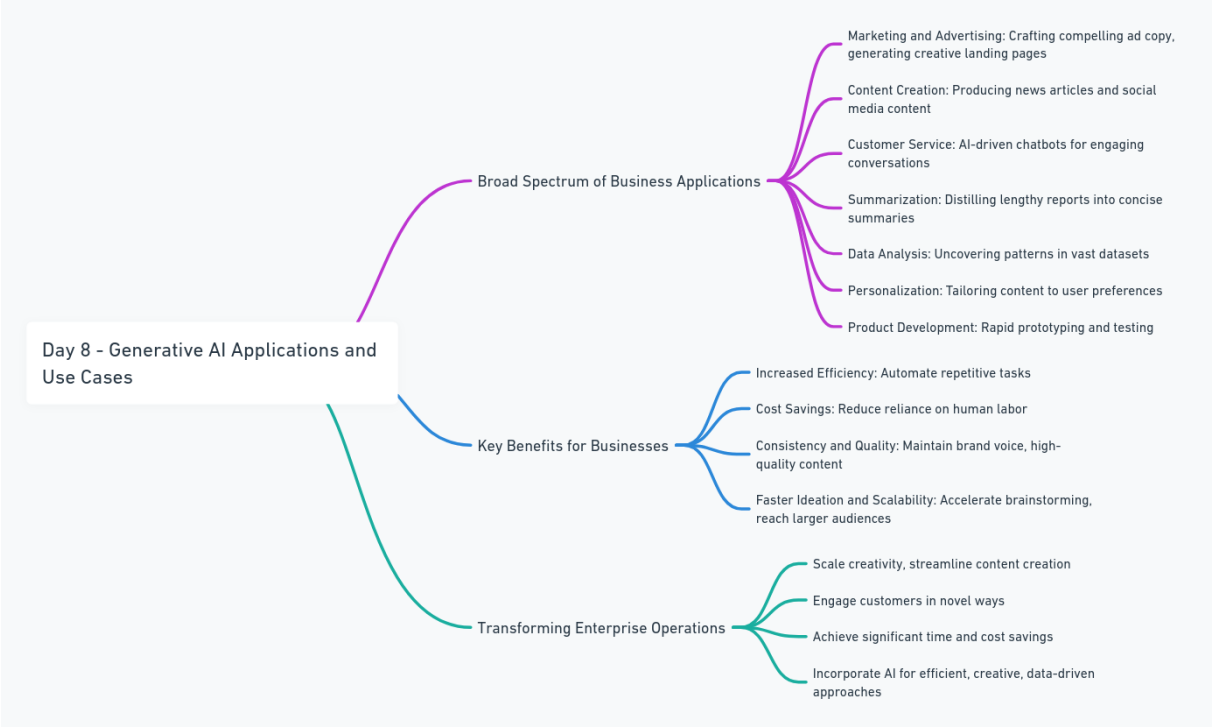 Day 8 - Generative AI Applications and
Use Cases
Broad Spectrum of Business Applications
Marketing and Advertising: Crafting compelling ad copy,
generating creative landing pages
Content Creation: Producing news articles and social
media content
Customer Service: AI-driven chatbots for engaging
conversations
Summarization: Distilling lengthy reports into concise
summaries
Data Analysis: Uncovering patterns in vast datasets
Personalization: Tailoring content to user preferences
Product Development: Rapid prototyping and testing
Key Benefits for Businesses
Increased Efficiency: Automate repetitive tasks
Cost Savings: Reduce reliance on human labor
Consistency and Quality: Maintain brand voice, high-
quality content
Faster Ideation and Scalability: Accelerate brainstorming,
reach larger audiences
Transforming Enterprise Operations
Scale creativity, streamline content creation
Engage customers in novel ways
Achieve significant time and cost savings
Incorporate AI for efficient, creative, data-driven
approaches